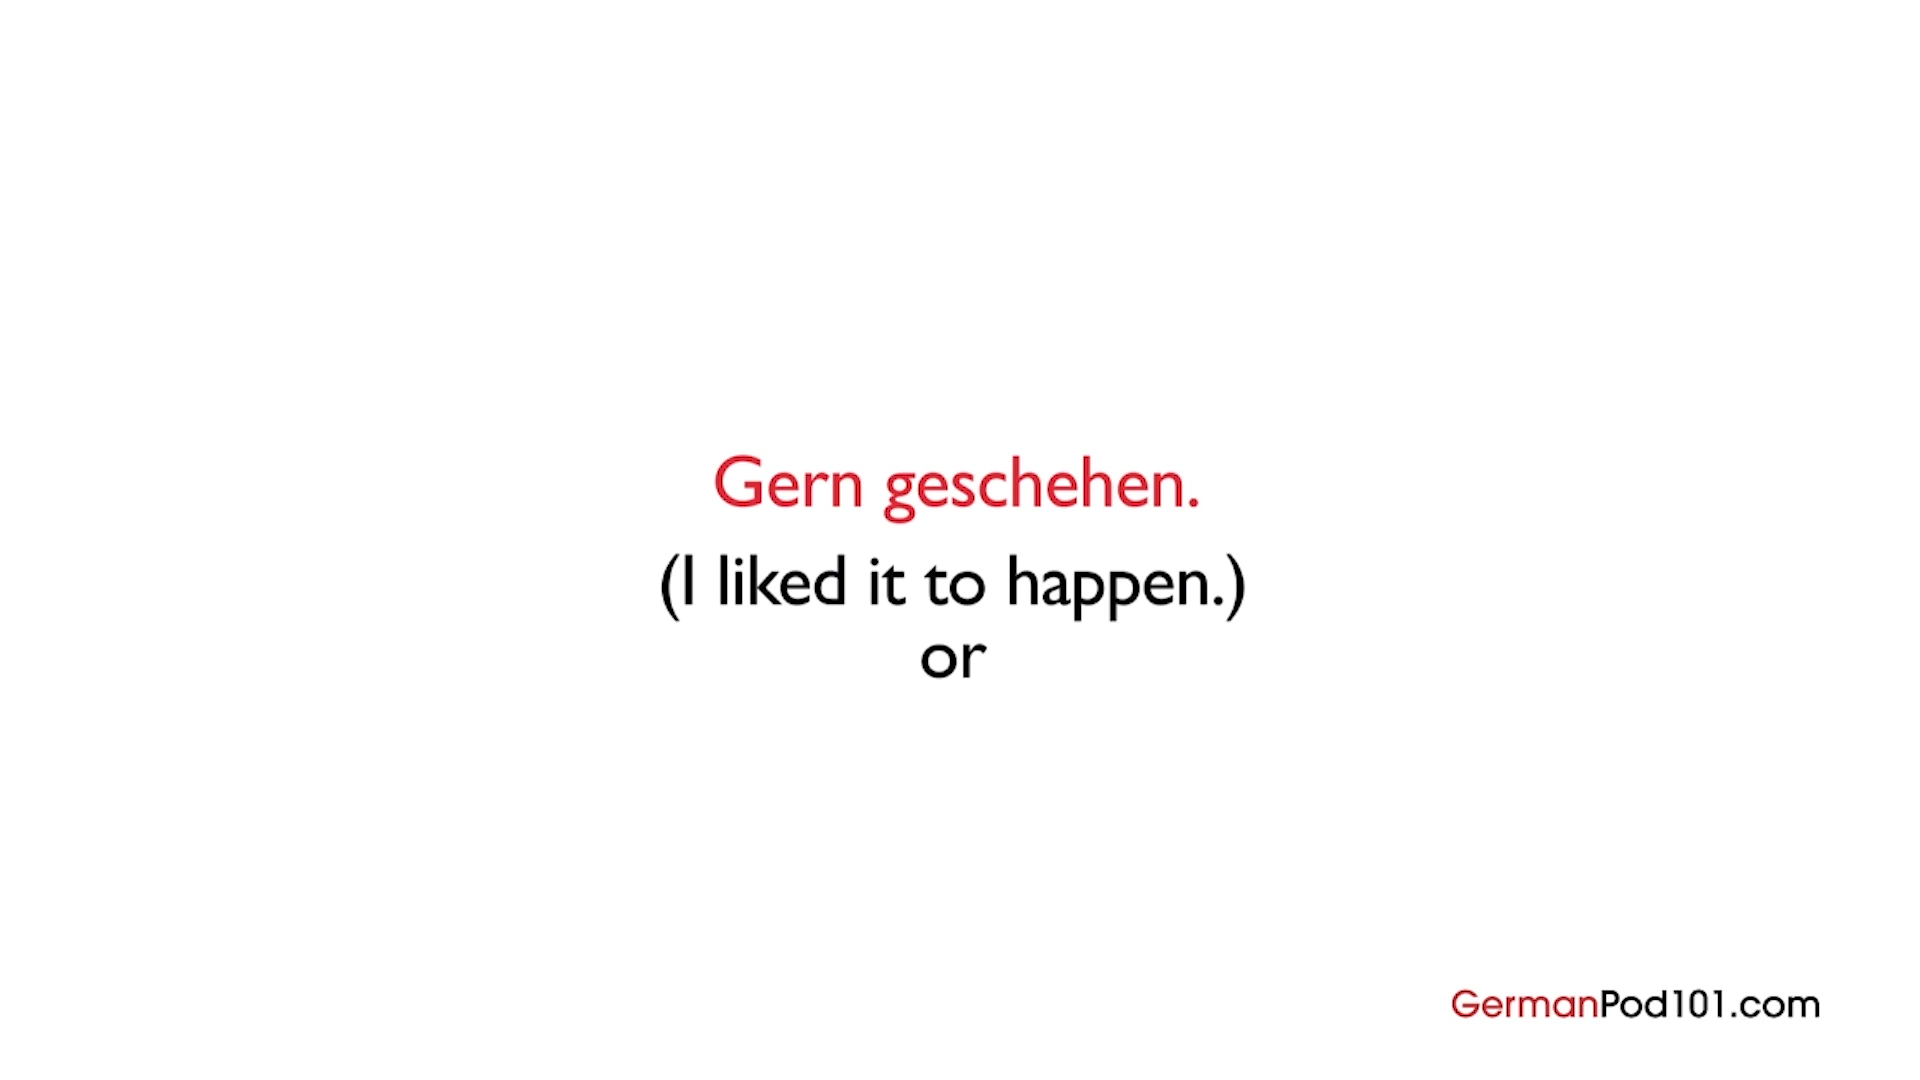 Gern geschehen.
(I liked it to happen.)
or
GermanPod101.com